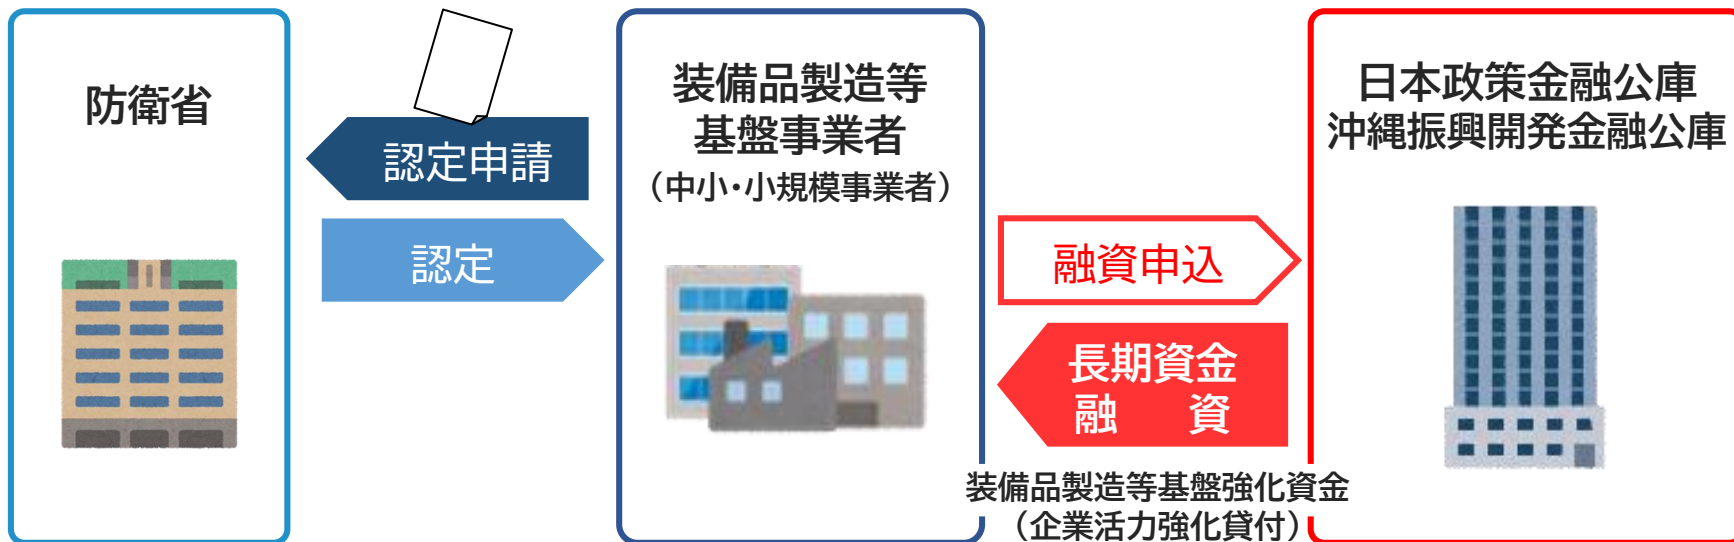 防衛省
認定申請
認定
装備品製造等
基盤事業者
（中小・小規模事業者）
融資申込
長期資金
融　資
装備品製造等基盤強化資金
（企業活力強化貸付）
日本政策金融公庫
沖縄振興開発金融公庫